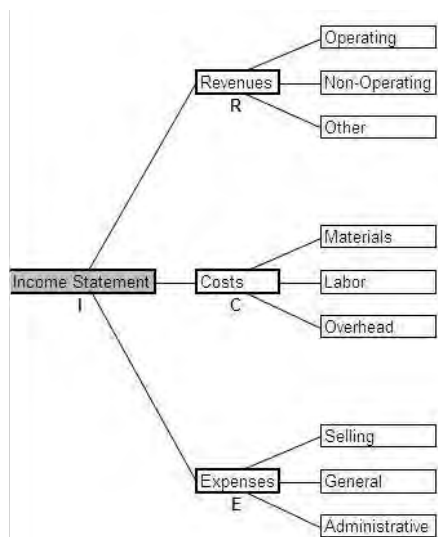 Operating
Revenues
Non-Operating
R
Other
Materials
Income Statement
Costs
Labor
I
C
Overhead
Selling
Expenses
General
E
Administrative